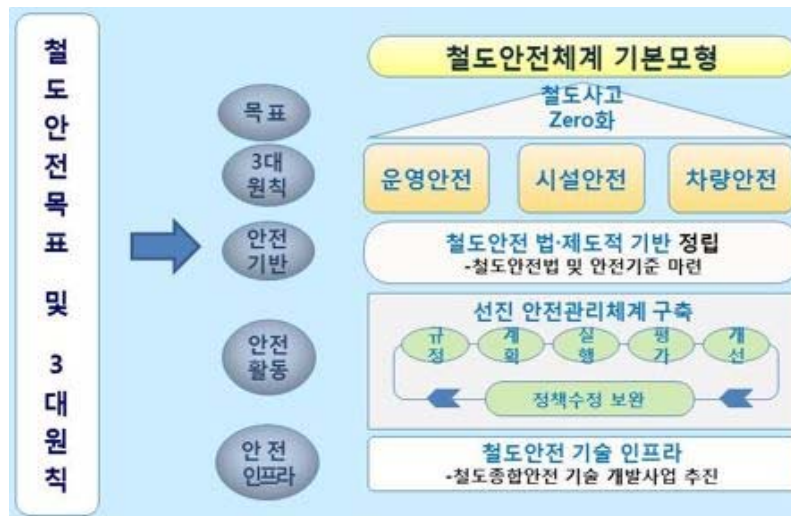 철도안전목표 및 3대원칙
철도안전체계 기본모형
목표
철도사고
Zero화
3대
원칙
운영안전
시설안전
차량안전
안전
기반
철도안전 법·제도적 기반 정립
-철도안전법 및 안전기준 마련
안전
활동
선진 안전관리체계 구축
규정
계획
실행
평가
개선
정책수정 보완
안 전
인프라
철도안전 기술 인프라
-철도종합안전 기술 개발사업 추진